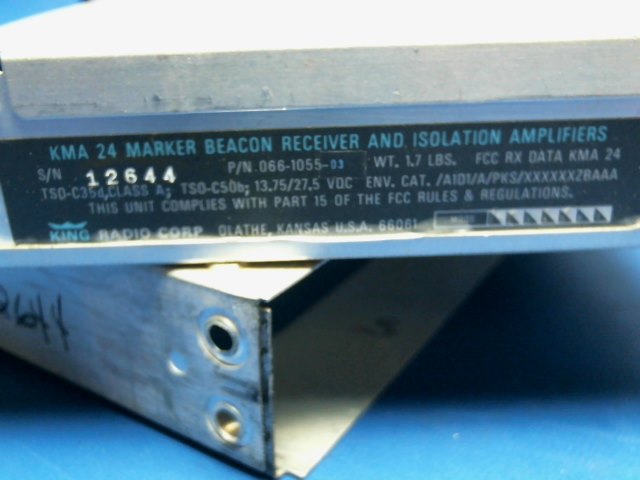 KMA 24 MARKER BEACON RECEIVER AND ISOLATION AMPLIFIERS
S/N 12644 P/N 066-1055-03 WT. 1.7 LBS. FCC RX DATA KMA 24
TSO-C35d, CLASS A; TSO-C50b; 13.75/27.5 VDC ENV. CAT. /A1D1/A/PKS/XXXXXXZBAAA
THIS UNIT COMPLIES WITH PART 15 OF THE FCC RULES & REGULATIONS.
KING RADIO CORP. OLATHE, KANSAS U.S.A. 66061
2644